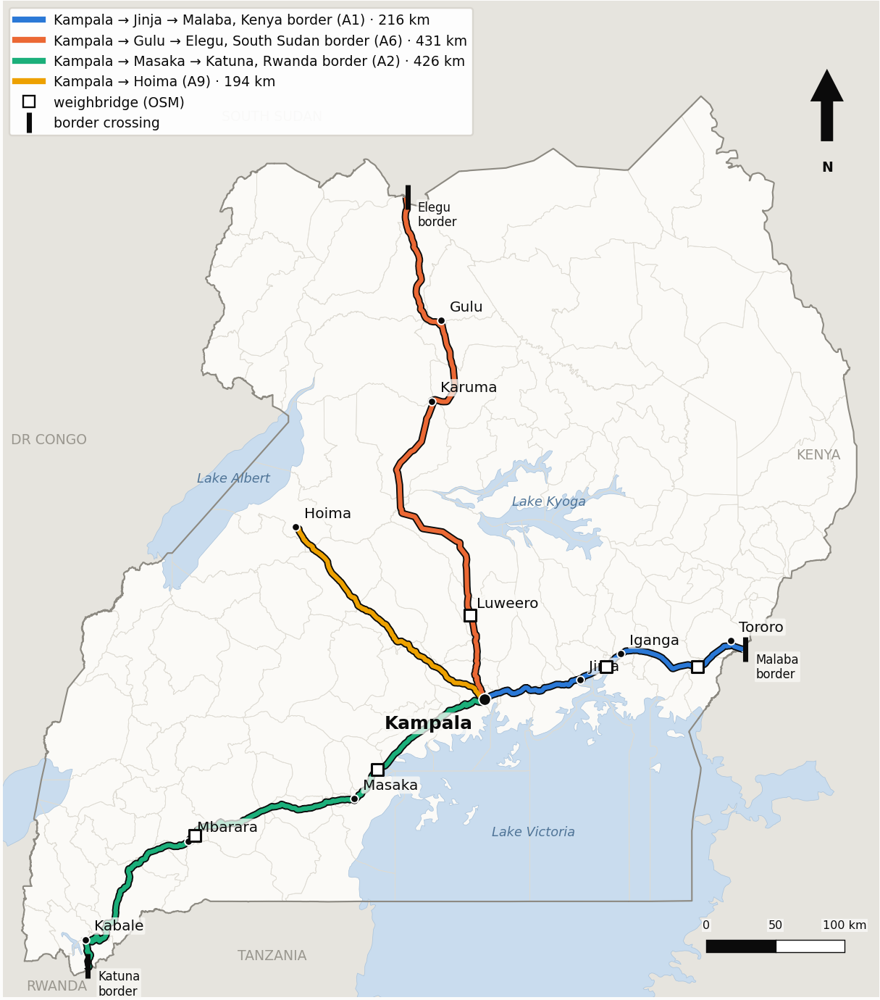 Kampala → Jinja → Malaba, Kenya border (A1) · 216 km
Kampala → Gulu → Elegu, South Sudan border (A6) · 431 km
Kampala → Masaka → Katuna, Rwanda border (A2) · 426 km
Kampala → Hoima (A9) · 194 km
weighbridge (OSM)
SOUTH SUDAN
border crossing
N
Elegu
border
Gulu
Karuma
DR CONGO
KENYA
Lake Albert
Lake Kyoga
Hoima
Luweero
Tororo
Iganga
Malaba
border
Jinja
Kampala
Masaka
Mbarara
Lake Victoria
Kabale
0 50 100 km
TANZANIA
Katuna
border
RWANDA